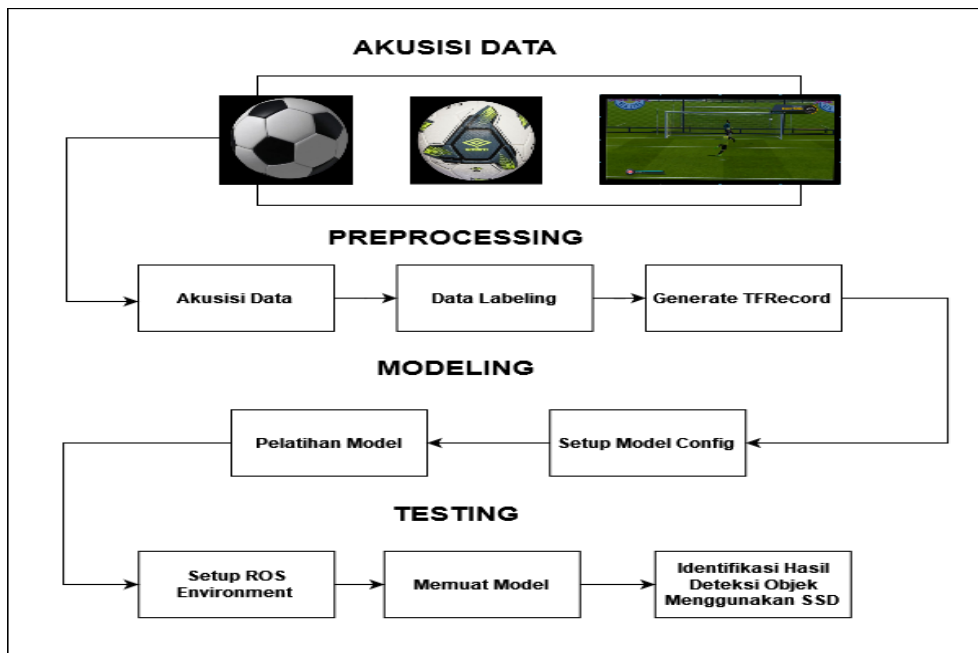 AKUSISI DATA
PREPROCESSING
Akusisi Data
Data Labeling
Generate TFRecord
MODELING
Pelatihan Model
Setup Model Config
TESTING
Setup ROS
Environment
Memuat Model
Identifikasi Hasil
Deteksi Objek
Menggunakan SSD